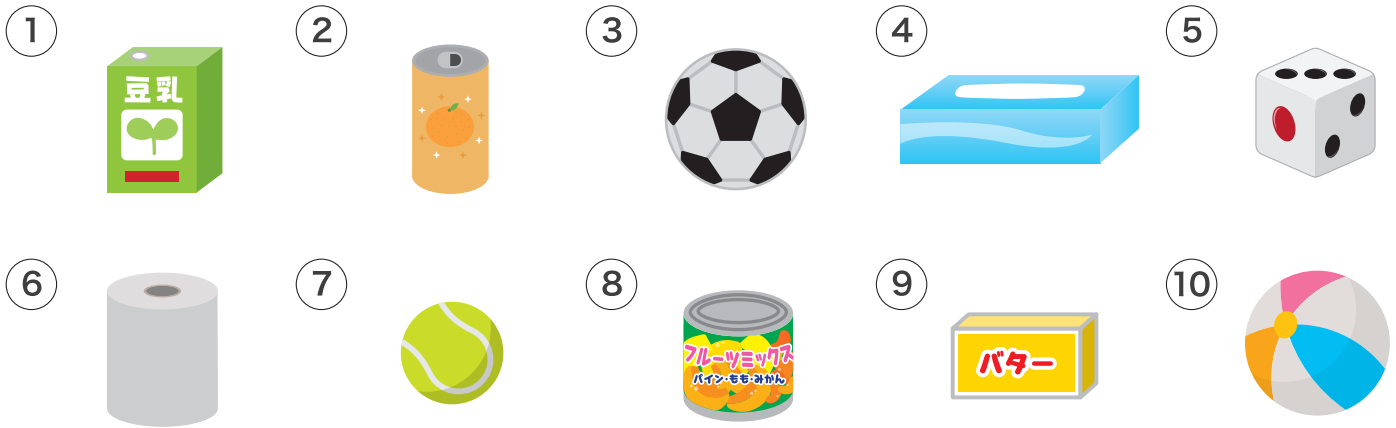 ①
②
③
④
⑤
豆乳
⑥
⑦
⑧
⑨
⑩
フルーツミックス
パイン・もも・みかん
バター